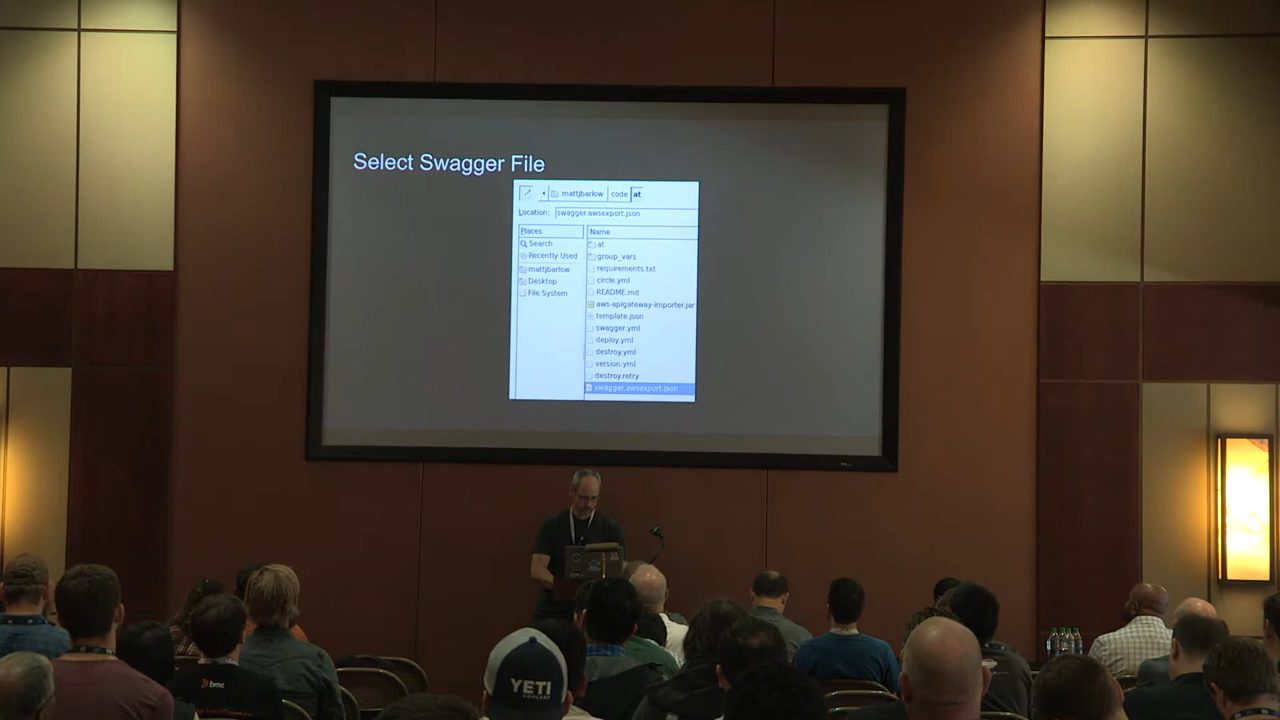 Select Swagger File
mattjbarlow code at
Location: swagger.awsexport.json
Places
Search
Recently Used
mattjbarlow
Desktop
File System
Name
at
group_vars
requirements.txt
circle.yml
README.md
aws-apigateway-importer.jar
template.json
swagger.yml
deploy.yml
destroy.yml
version.yml
destroy.retry
swagger.awsexport.json
bmc
YETI